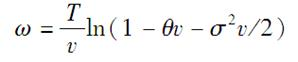 ω = T/v ln(1 − θv − σ²v/2)